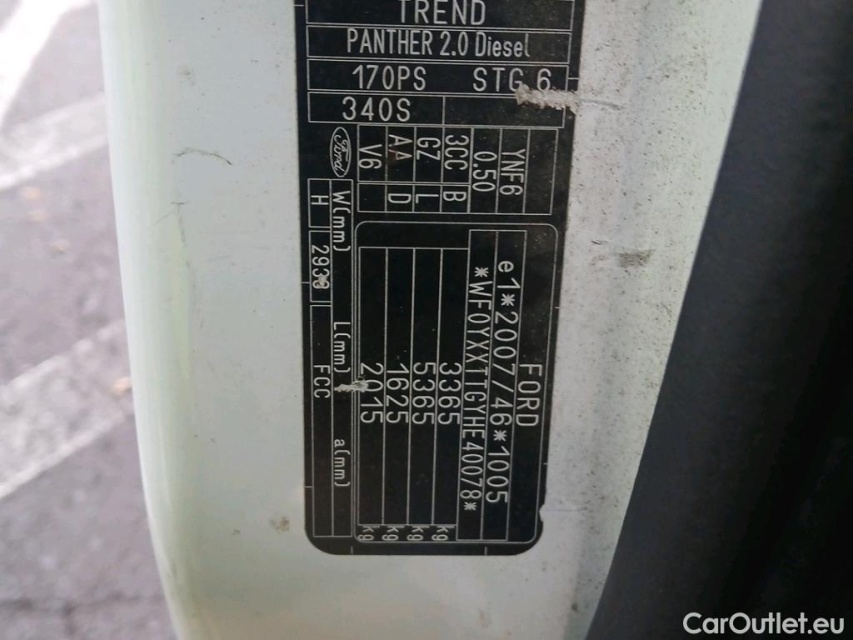 TREND
PANTHER 2.0 Diesel
170PS STG 6
340S
FORD
e1*2007/46*1005
*WF0YXXTTGYHE40078*
3365 kg
5365 kg
1625 kg
2015 kg
YNF6
0.50
3CC B
GZ L
AA D
V6
Ford
W(mm) L(mm) a(mm)
H FCC
CarOutlet.eu